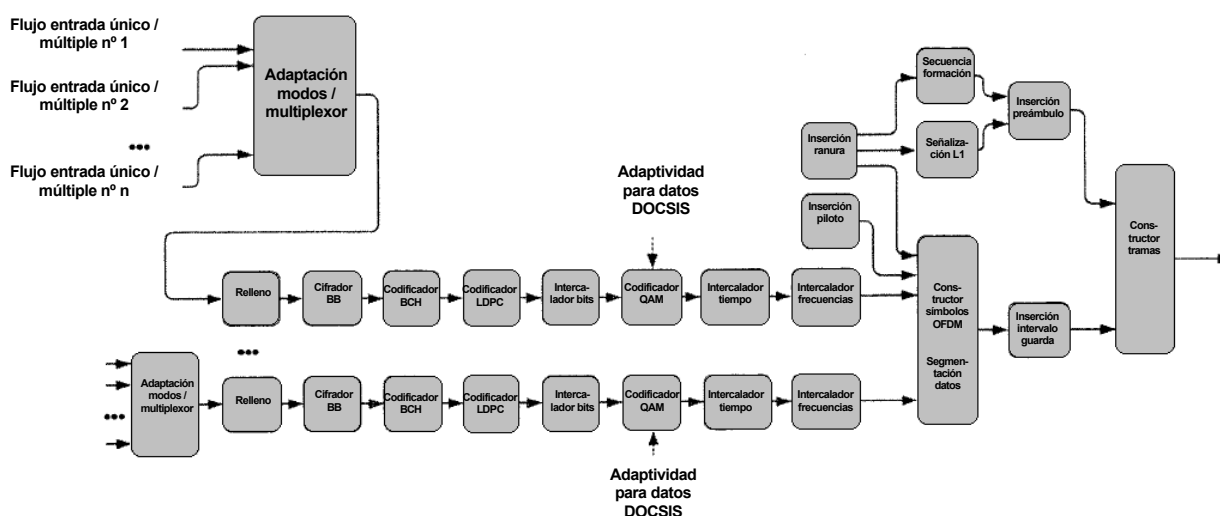 Flujo entrada único /
múltiple nº 1
Flujo entrada único /
múltiple nº 2
•••
Flujo entrada único /
múltiple nº n
Adaptación
modos /
multiplexor
Adaptividad
para datos
DOCSIS
Inserción
ranura
Secuencia
formación
Señaliza-
ción L1
Inserción
preámbulo
Inserción
piloto
Cons-
tructor
tramas
Relleno
Cifrador
BB
Codificador
BCH
Codificador
LDPC
Interca-
lador bits
Codificador
QAM
Intercalador
tiempo
Intercalador
frecuencias
Cons-
tructor
símbolos
OFDM
Segmen-
tación
datos
Inserción
intervalo
guarda
•••
•••
Adaptación
modos /
multiplexor
Relleno
Cifrador
BB
Codificador
BCH
Codificador
LDPC
Interca-
lador bits
Codificador
QAM
Intercalador
tiempo
Intercalador
frecuencias
Adaptividad
para datos
DOCSIS